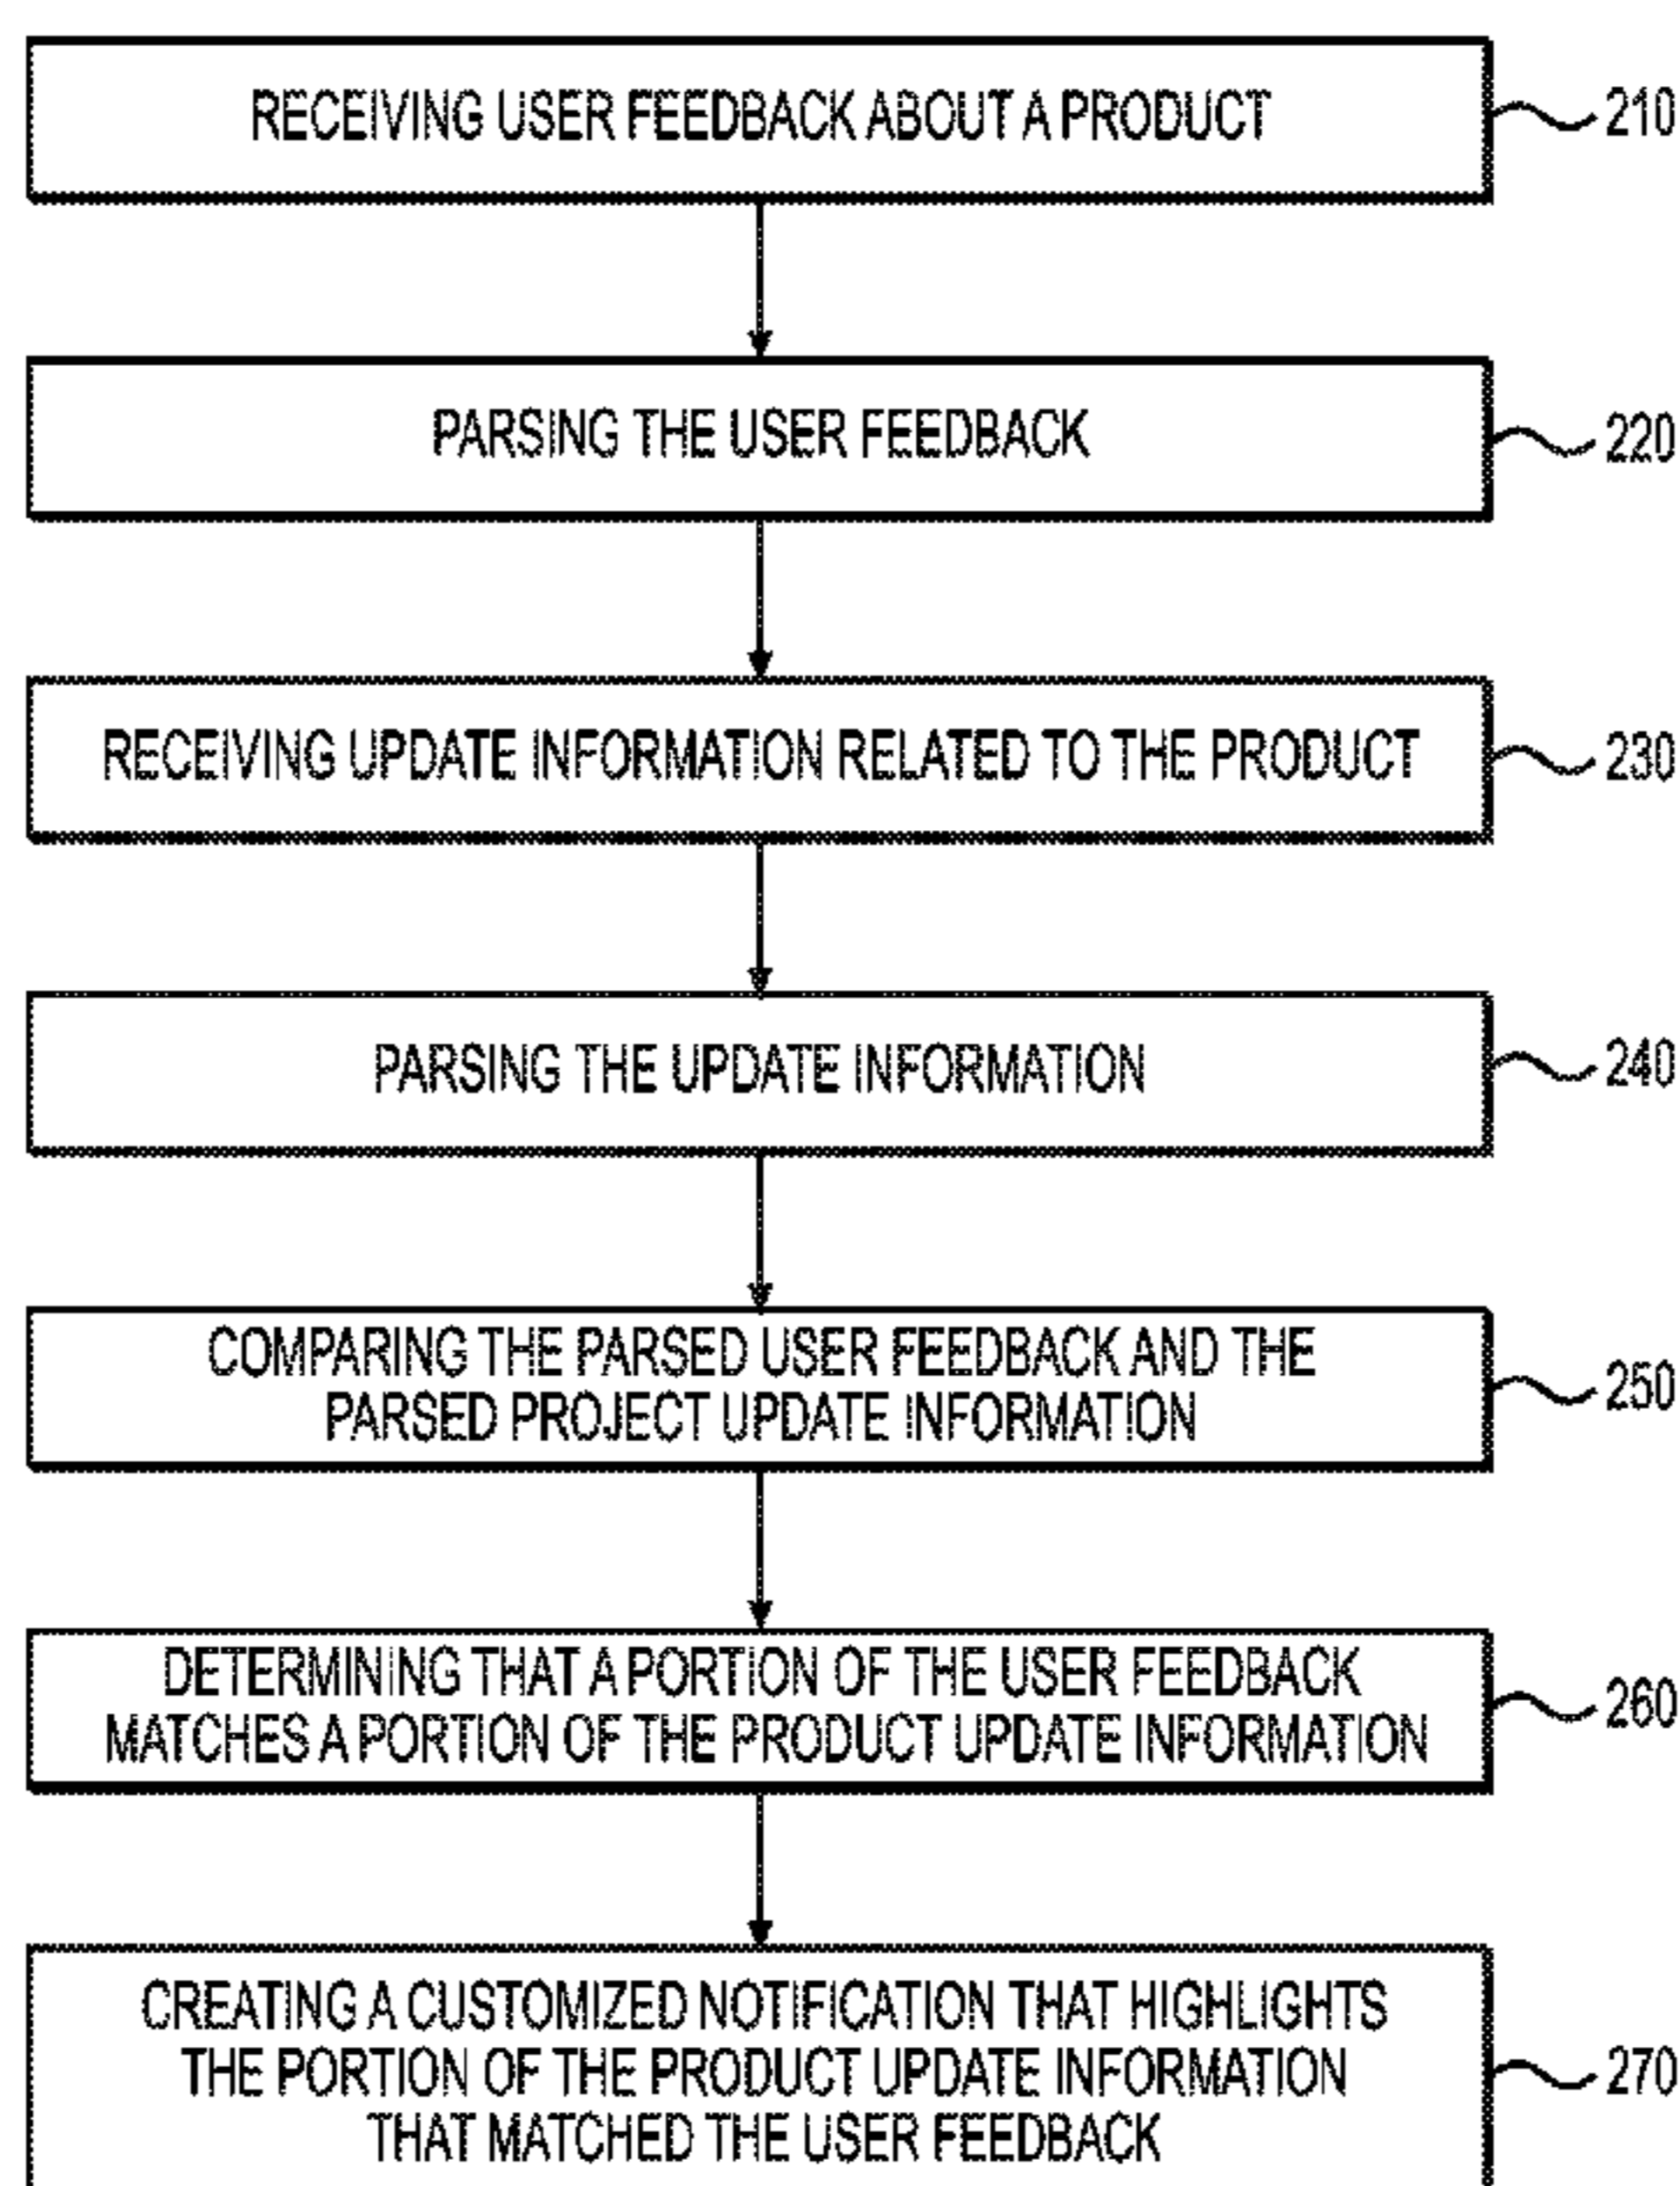 RECEIVING USER FEEDBACK ABOUT A PRODUCT
210
PARSING THE USER FEEDBACK
220
RECEIVING UPDATE INFORMATION RELATED TO THE PRODUCT
230
PARSING THE UPDATE INFORMATION
240
COMPARING THE PARSED USER FEEDBACK AND THE
PARSED PROJECT UPDATE INFORMATION
250
DETERMINING THAT A PORTION OF THE USER FEEDBACK
MATCHES A PORTION OF THE PRODUCT UPDATE INFORMATION
260
CREATING A CUSTOMIZED NOTIFICATION THAT HIGHLIGHTS
THE PORTION OF THE PRODUCT UPDATE INFORMATION
THAT MATCHED THE USER FEEDBACK
270